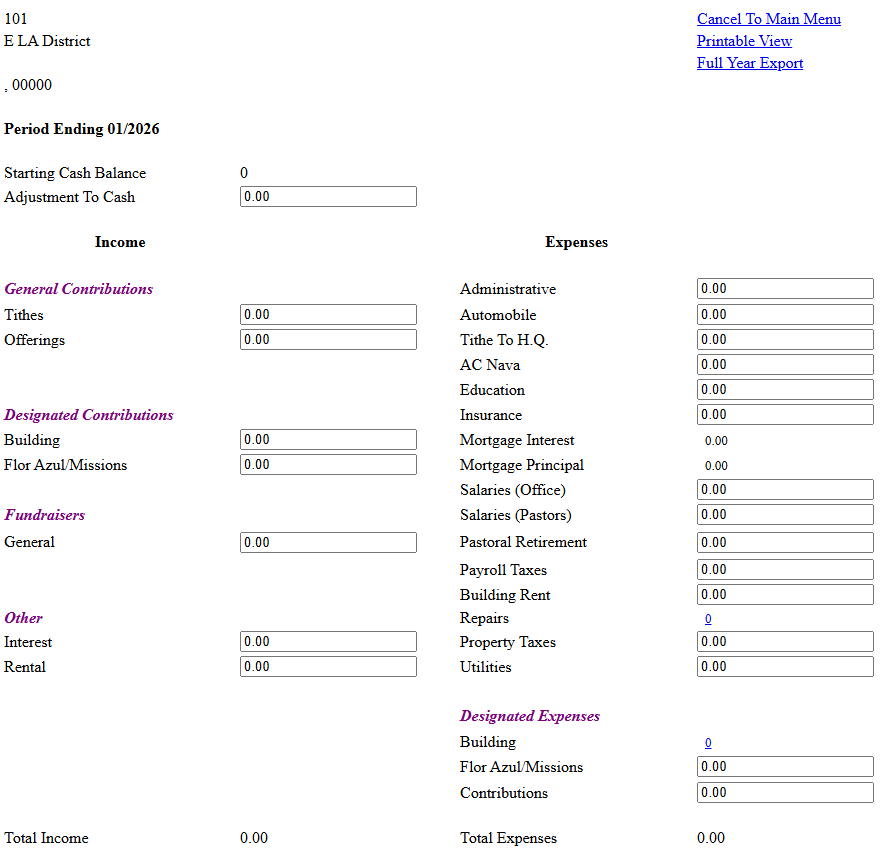 101 Cancel To Main Menu
E LA District Printable View
Full Year Export
, 00000
Period Ending 01/2026
Starting Cash Balance 0
Adjustment To Cash 0.00
Income Expenses
General Contributions Administrative 0.00
Tithes 0.00 Automobile 0.00
Offerings 0.00 Tithe To H.Q. 0.00
AC Nava 0.00
Education 0.00
Designated Contributions Insurance 0.00
Building 0.00 Mortgage Interest 0.00
Flor Azul/Missions 0.00 Mortgage Principal 0.00
Salaries (Office) 0.00
Fundraisers Salaries (Pastors) 0.00
General 0.00 Pastoral Retirement 0.00
Payroll Taxes 0.00
Building Rent 0.00
Other Repairs 0
Interest 0.00 Property Taxes 0.00
Rental 0.00 Utilities 0.00
Designated Expenses
Building 0
Flor Azul/Missions 0.00
Contributions 0.00
Total Income 0.00 Total Expenses 0.00